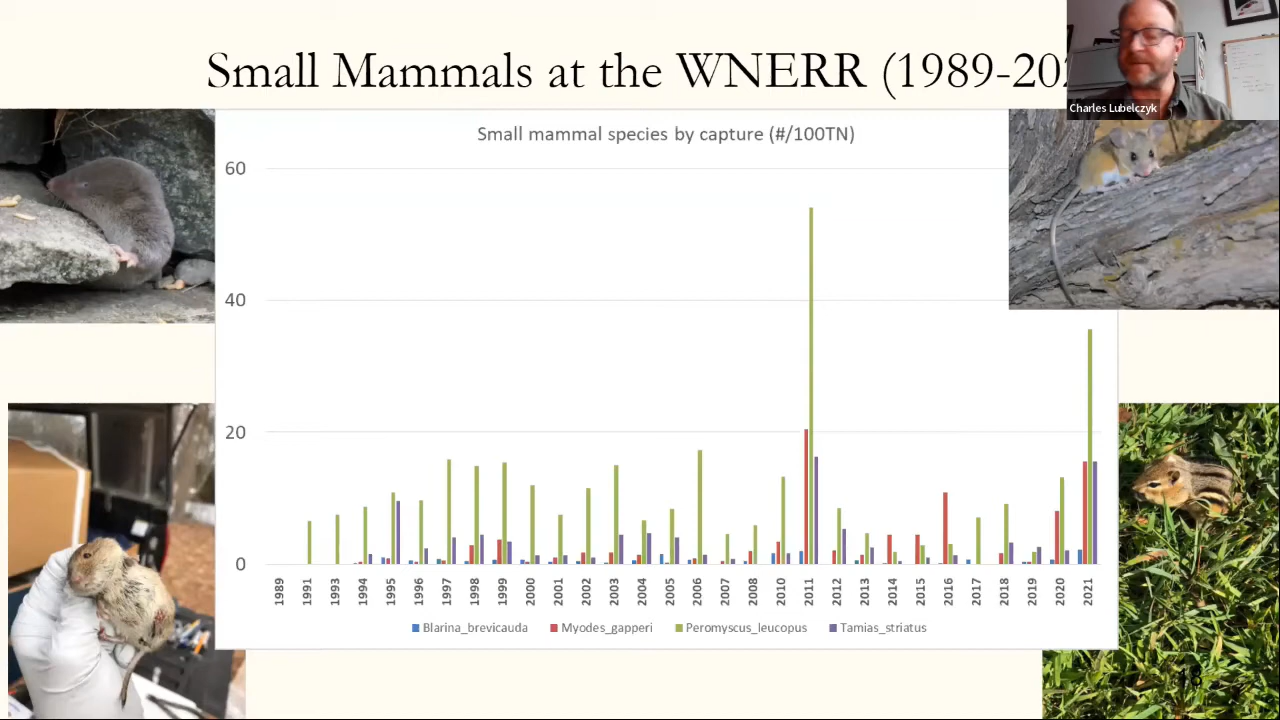 Small Mammals at the WNERR (1989-202
Charles Lubelczyk
Small mammal species by capture (#/100TN)
60
40
20
0
1989 1991 1993 1994 1995 1996 1997 1998 1999 2000 2001 2002 2003 2004 2005 2006 2007 2008 2010 2011 2012 2013 2014 2015 2016 2017 2018 2019 2020 2021
Blarina_brevicauda Myodes_gapperi Peromyscus_leucopus Tamias_striatus
18